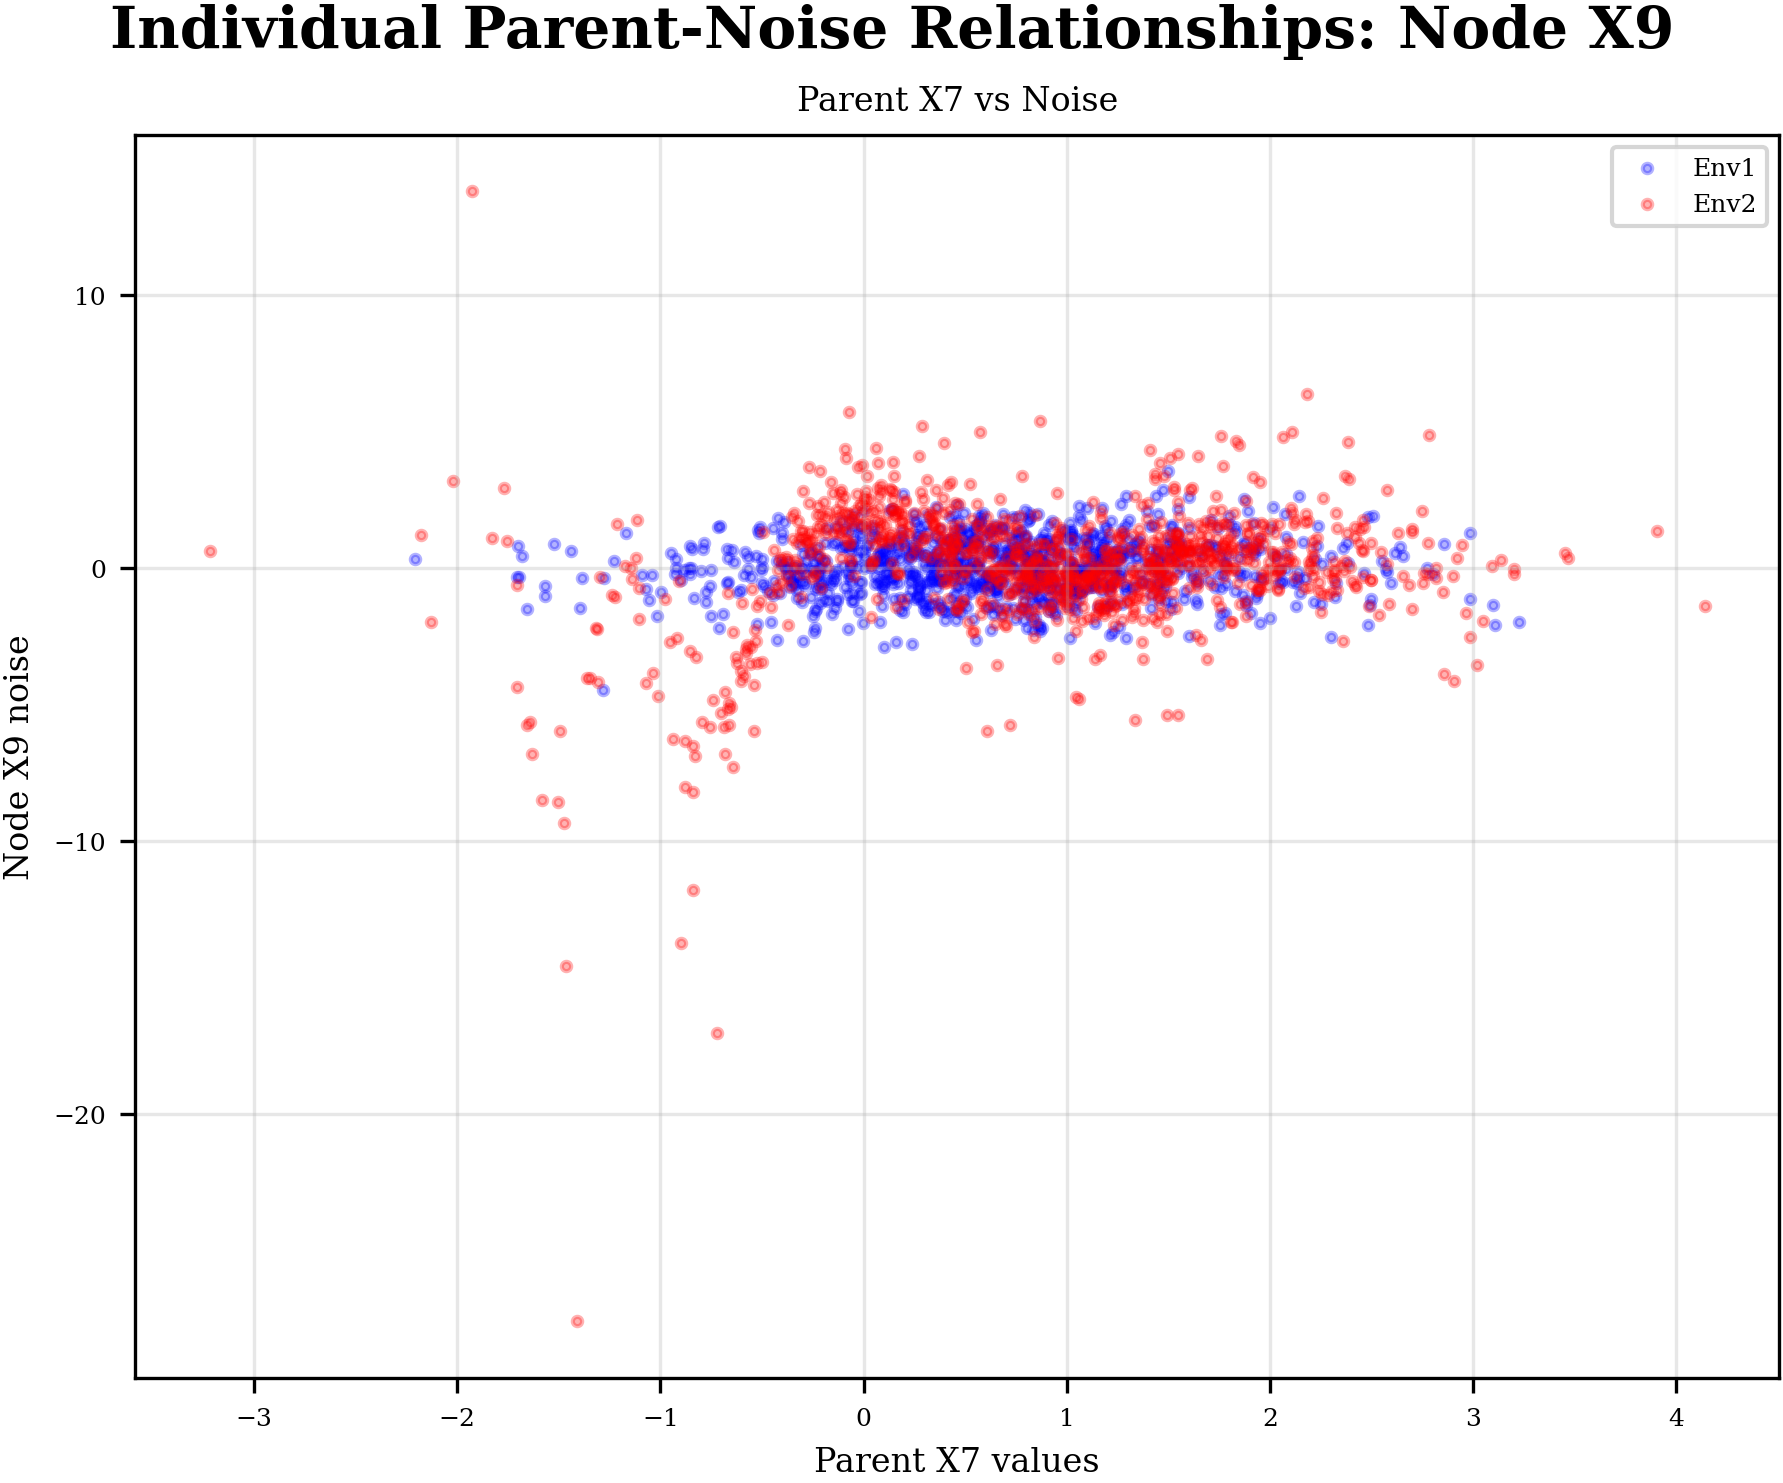 Individual Parent-Noise Relationships: Node X9
Parent X7 vs Noise
Env1
Env2
10
0
−10
−20
Node X9 noise
−3
−2
−1
0
1
2
3
4
Parent X7 values